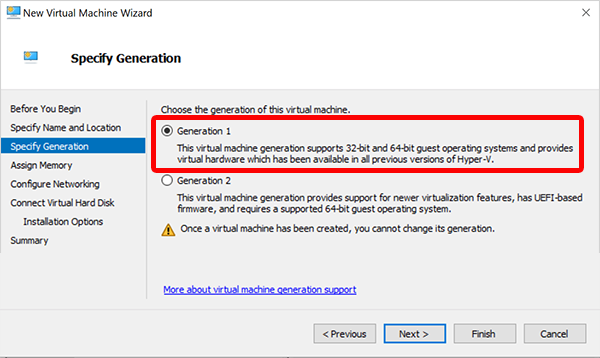 New Virtual Machine Wizard
Specify Generation
Before You Begin
Specify Name and Location
Specify Generation
Assign Memory
Configure Networking
Connect Virtual Hard Disk
Installation Options
Summary
Choose the generation of this virtual machine.
Generation 1
This virtual machine generation supports 32-bit and 64-bit guest operating systems and provides
virtual hardware which has been available in all previous versions of Hyper-V.
Generation 2
This virtual machine generation provides support for newer virtualization features, has UEFI-based
firmware, and requires a supported 64-bit guest operating system.
Once a virtual machine has been created, you cannot change its generation.
More about virtual machine generation support
< Previous
Next >
Finish
Cancel